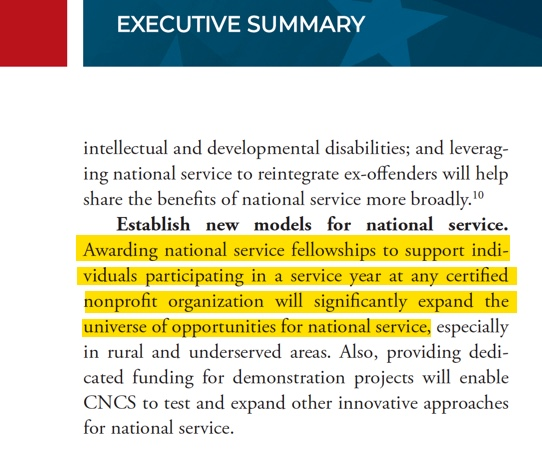 EXECUTIVE SUMMARY
intellectual and developmental disabilities; and leverag-
ing national service to reintegrate ex-offenders will help
share the benefits of national service more broadly.10
Establish new models for national service.
Awarding national service fellowships to support indi-
viduals participating in a service year at any certified
nonprofit organization will significantly expand the
universe of opportunities for national service, especially
in rural and underserved areas. Also, providing dedi-
cated funding for demonstration projects will enable
CNCS to test and expand other innovative approaches
for national service.